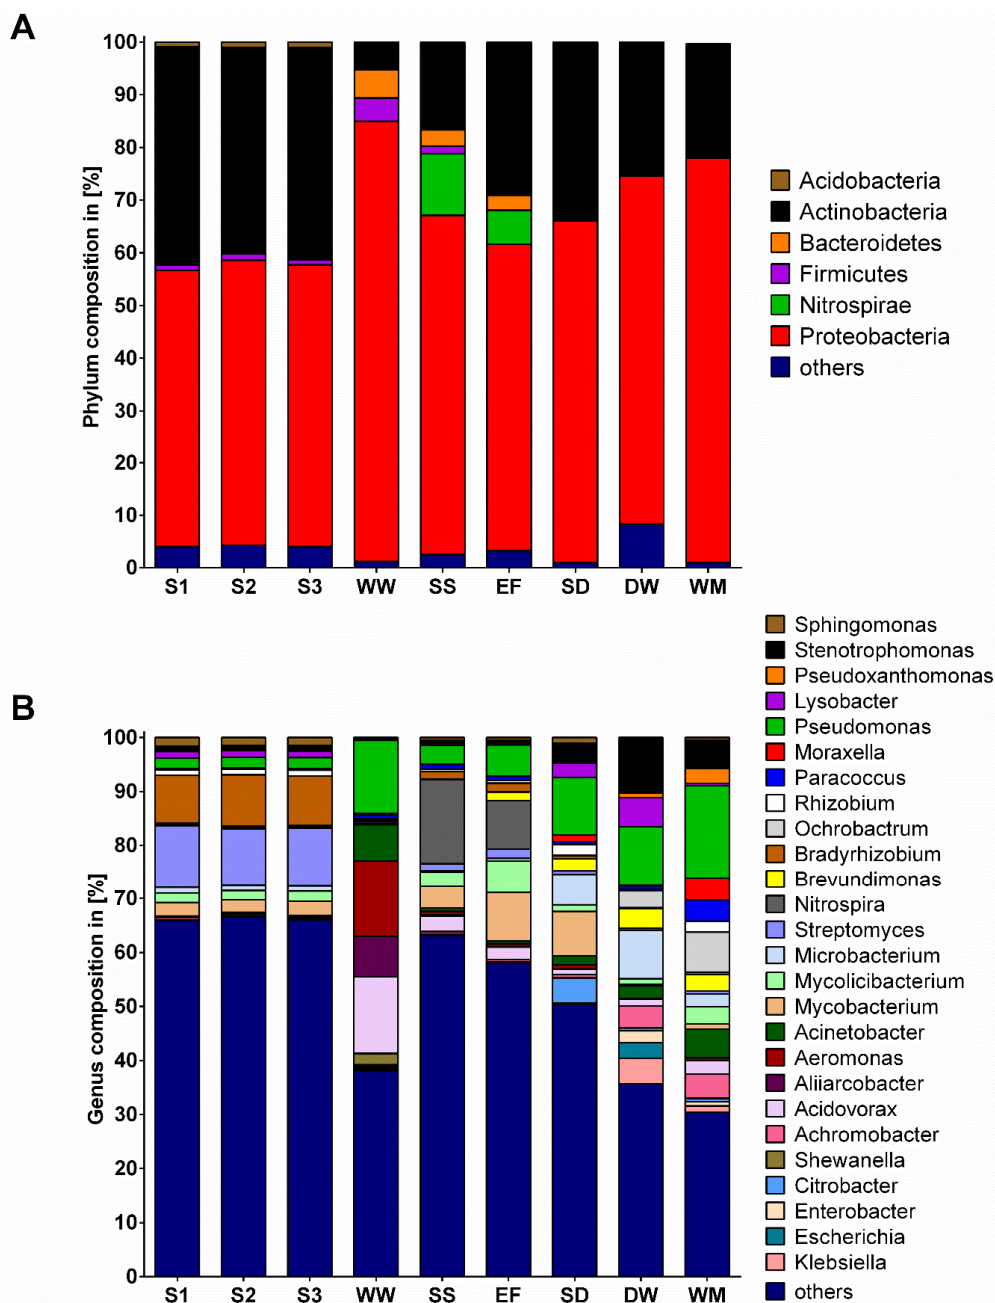 A
Phylum composition in [%]
100
90
80
70
60
50
40
30
20
10
0
S1 S2 S3 WW SS EF SD DW WM
Acidobacteria
Actinobacteria
Bacteroidetes
Firmicutes
Nitrospirae
Proteobacteria
others
B
Genus composition in [%]
100
90
80
70
60
50
40
30
20
10
0
S1 S2 S3 WW SS EF SD DW WM
Sphingomonas
Stenotrophomonas
Pseudoxanthomonas
Lysobacter
Pseudomonas
Moraxella
Paracoccus
Rhizobium
Ochrobactrum
Bradyrhizobium
Brevundimonas
Nitrospira
Streptomyces
Microbacterium
Mycolicibacterium
Mycobacterium
Acinetobacter
Aeromonas
Aliiarcobacter
Acidovorax
Achromobacter
Shewanella
Citrobacter
Enterobacter
Escherichia
Klebsiella
others